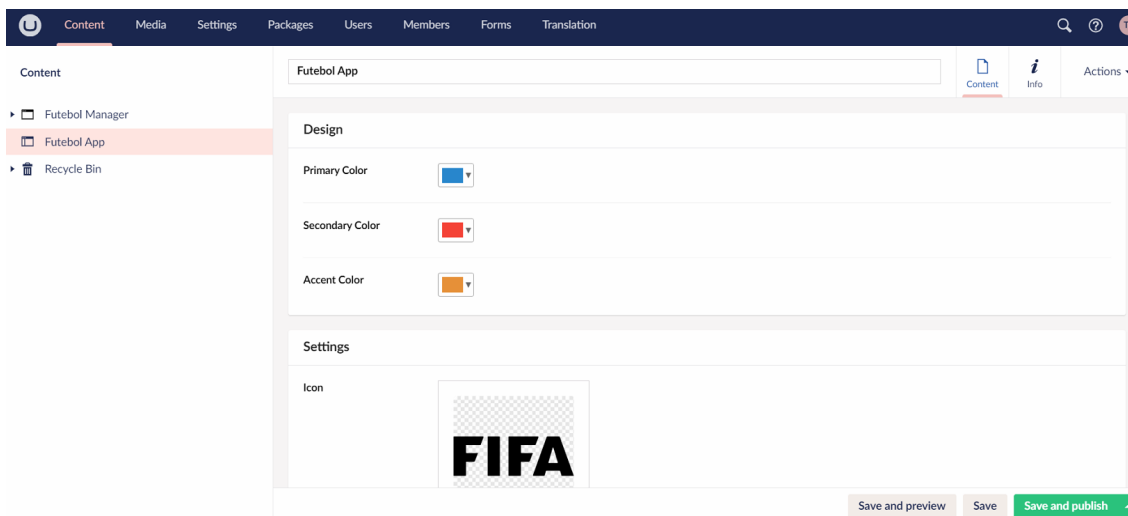 Content Media Settings Packages Users Members Forms Translation
Content
Futebol Manager
Futebol App
Recycle Bin
Futebol App
Content
Info
Actions
Design
Primary Color
Secondary Color
Accent Color
Settings
Icon
FIFA
Save and preview Save Save and publish